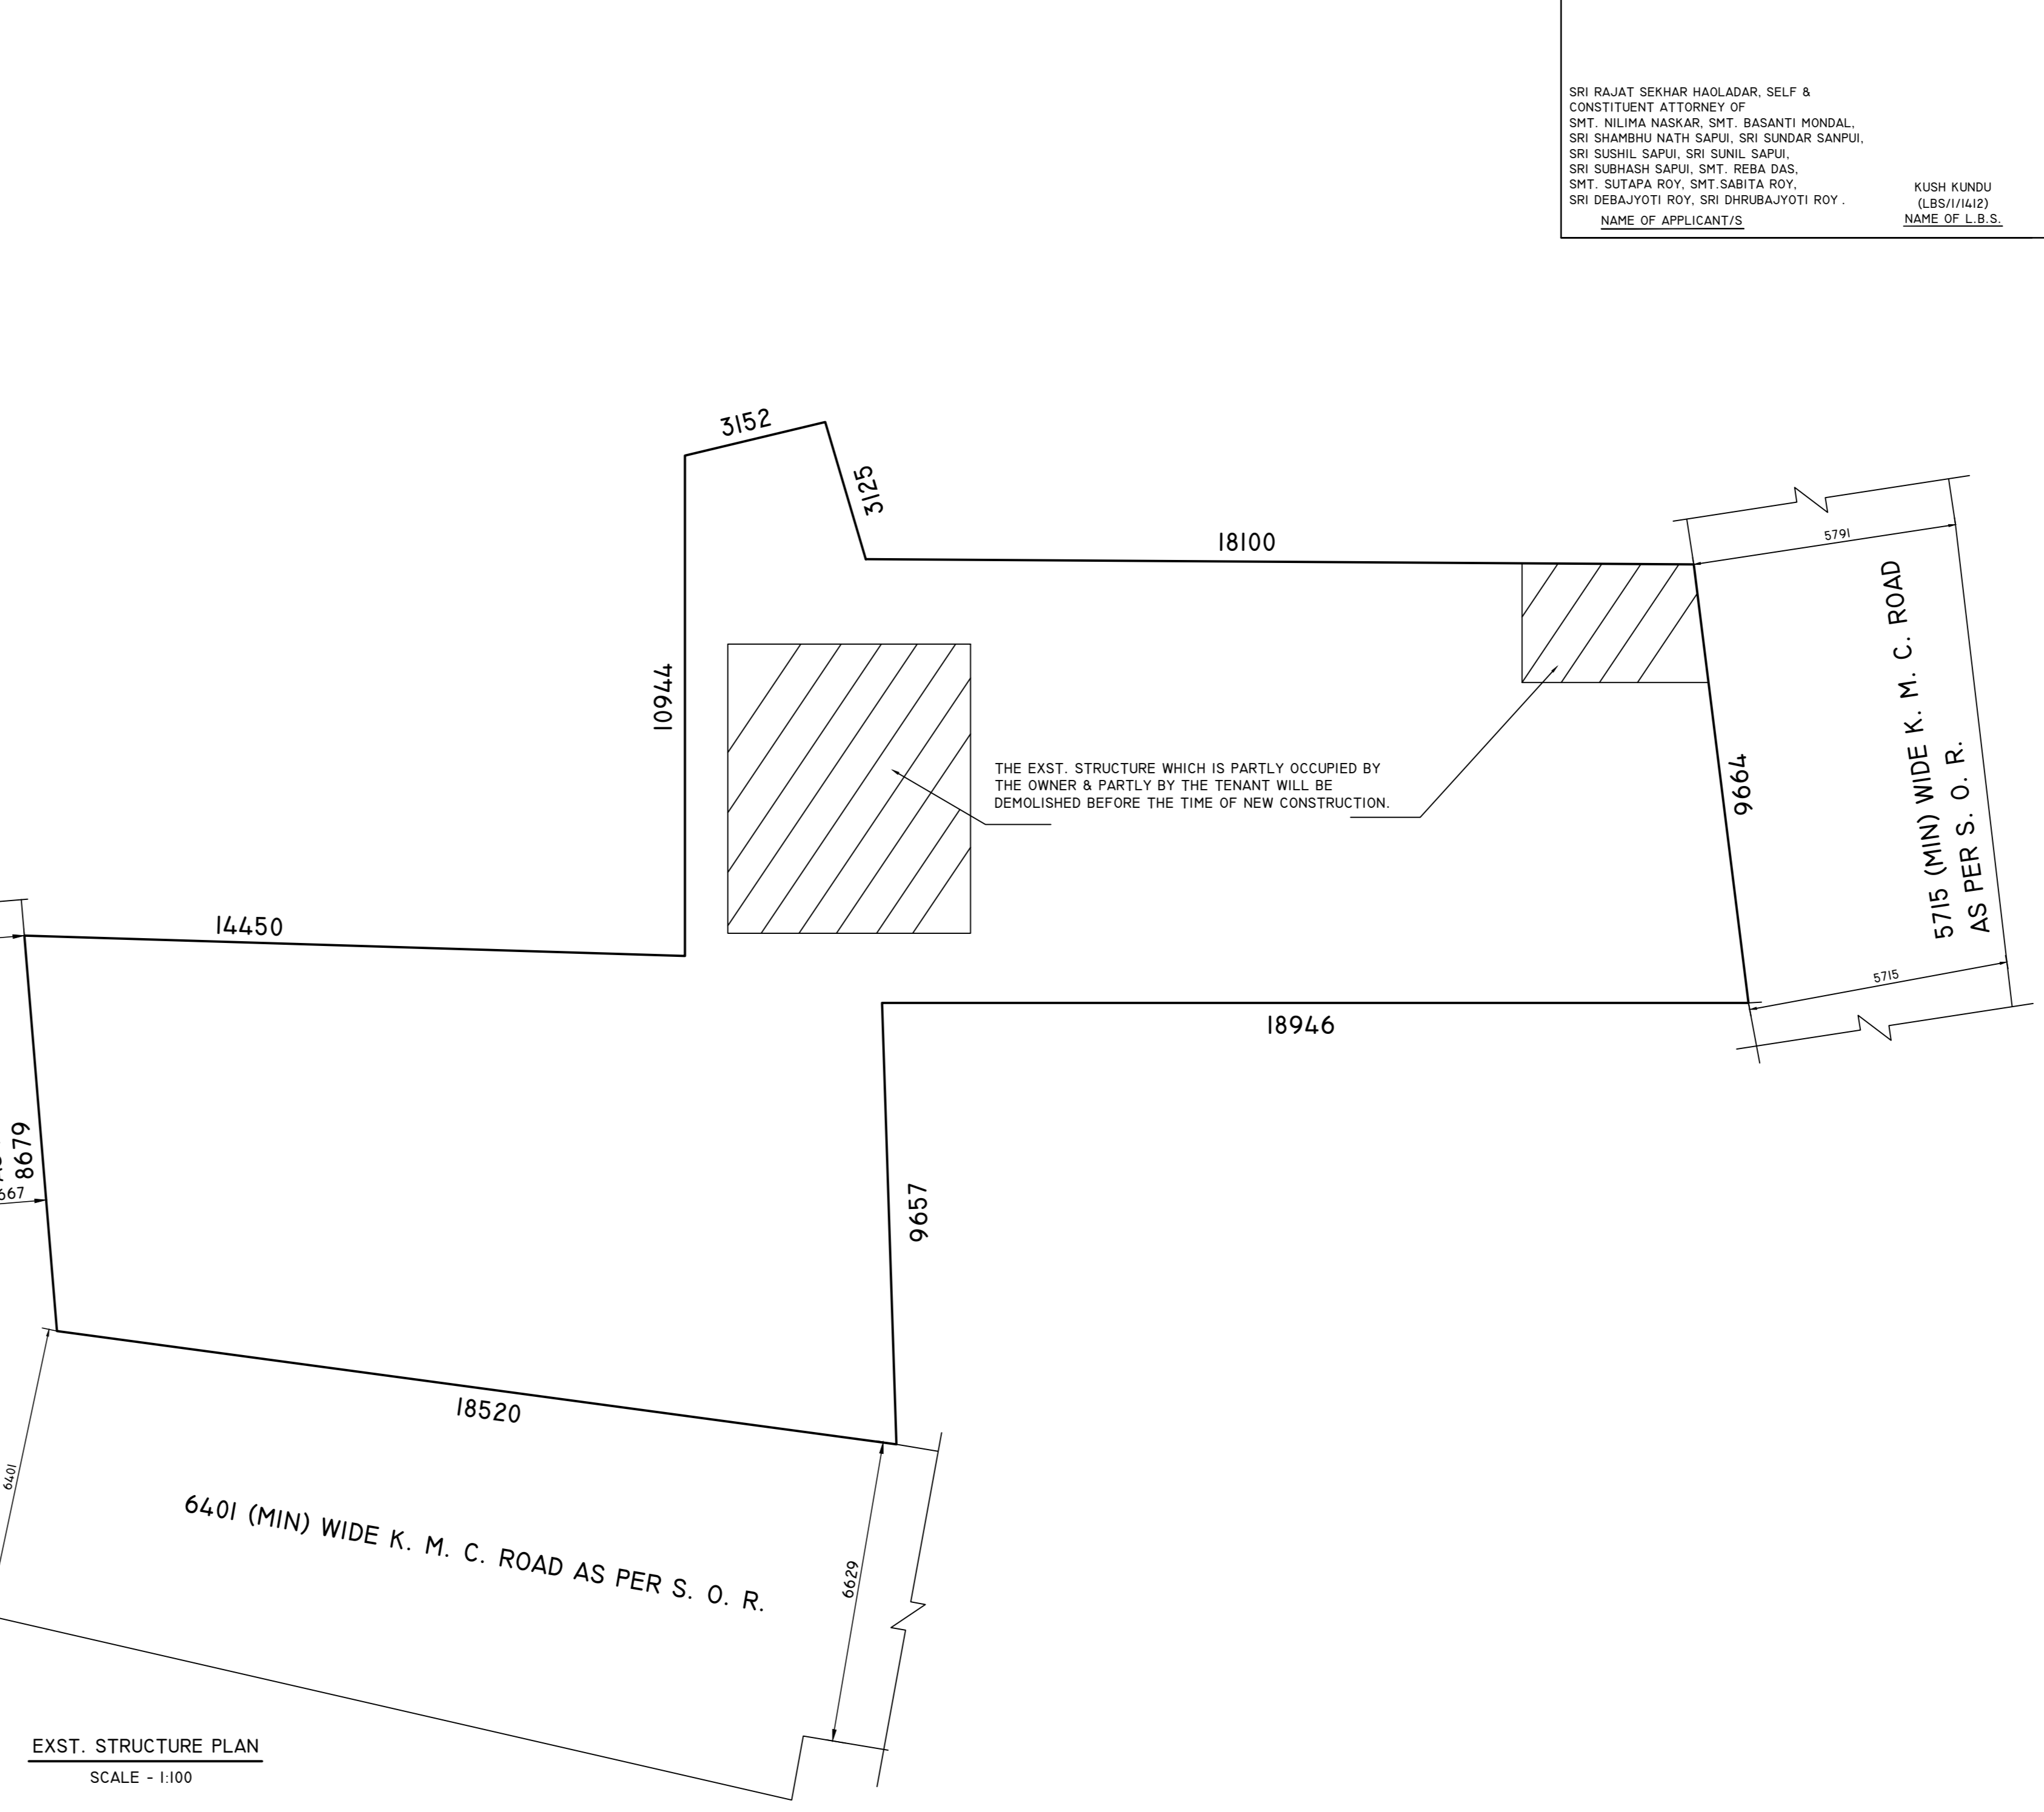 SRI RAJAT SEKHAR HAOLADAR, SELF &
CONSTITUENT ATTORNEY OF
SMT. NILIMA NASKAR, SMT. BASANTI MONDAL,
SRI SHAMBHU NATH SAPUI, SRI SUNDAR SANPUI,
SRI SUSHIL SAPUI, SRI SUNIL SAPUI,
SRI SUBHASH SAPUI, SMT. REBA DAS,
SMT. SUTAPA ROY, SMT.SABITA ROY,
SRI DEBAJYOTI ROY, SRI DHRUBAJYOTI ROY .
NAME OF APPLICANT/S
KUSH KUNDU
(LBS/I/1412)
NAME OF L.B.S.
3152
3125
18100
5791
10944
THE EXST. STRUCTURE WHICH IS PARTLY OCCUPIED BY
THE OWNER & PARTLY BY THE TENANT WILL BE
DEMOLISHED BEFORE THE TIME OF NEW CONSTRUCTION.
9664
5715 (MIN) WIDE K. M. C. ROAD
AS PER S. O. R.
5715
14450
18946
8679
667
9657
18520
6401
6401 (MIN) WIDE K. M. C. ROAD AS PER S. O. R.
6629
EXST. STRUCTURE PLAN
SCALE - 1:100